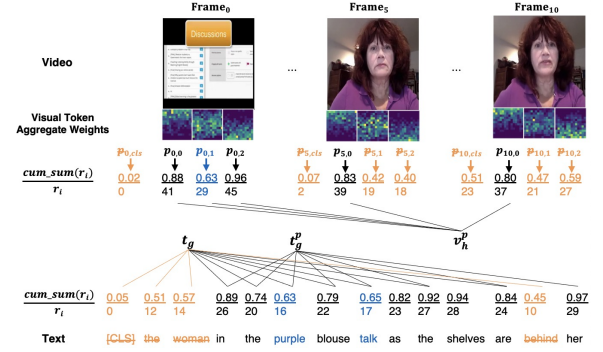 Frame₀ Frame₅ Frame₁₀
Discussions
Video ... ...
Visual Token
Aggregate Weights
p₀,cls p₀,₀ p₀,₁ p₀,₂ p₅,cls p₅,₀ p₅,₁ p₅,₂ p₁₀,cls p₁₀,₀ p₁₀,₁ p₁₀,₂
cum_sum(rᵢ) 0.02 0.88 0.63 0.96 0.07 0.83 0.42 0.40 0.51 0.80 0.47 0.59
rᵢ 0 41 29 45 2 39 19 18 23 37 21 27
t_g t_g^p v_h^p
cum_sum(rᵢ) 0.05 0.51 0.57 0.89 0.74 0.63 0.79 0.65 0.82 0.92 0.94 0.84 0.45 0.97
rᵢ 0 12 14 26 20 16 22 17 23 27 28 24 10 29
Text [CLS] the woman in the purple blouse talk as the shelves are behind her